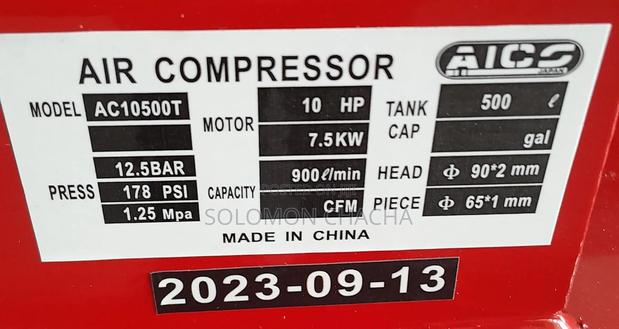 AIR COMPRESSOR
AICS
JAPAN
MODEL AC10500T
PRESS 12.5BAR
178 PSI
1.25 Mpa
MOTOR 10 HP
7.5KW
CAPACITY 900ℓ/min
CFM
TANK CAP 500 ℓ
gal
HEAD PIECE Φ 90*2 mm
Φ 65*1 mm
SOLOMON CHACHA
MADE IN CHINA
2023-09-13